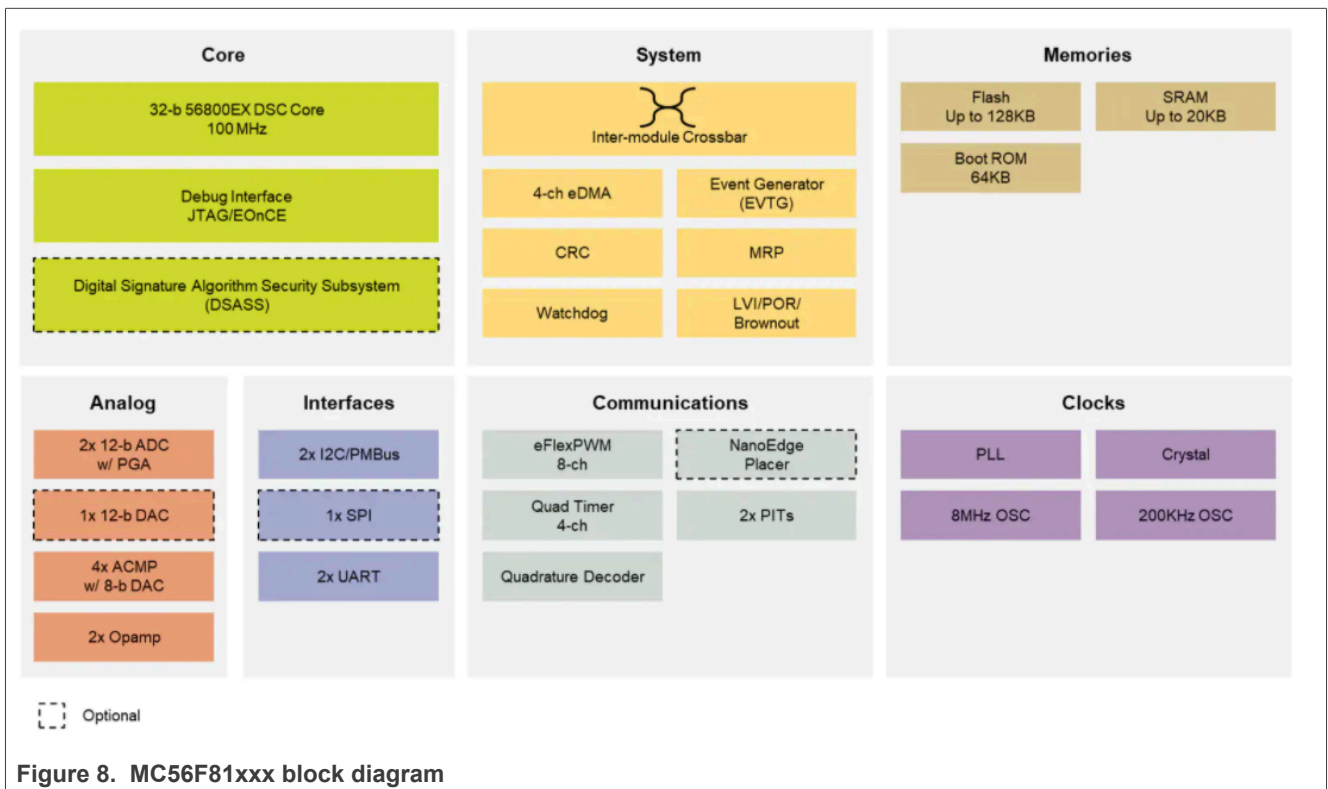 Core
32-b 56800EX DSC Core
100 MHz
Debug Interface
JTAG/EOnCE
Digital Signature Algorithm Security Subsystem
(DSASS)
System
Inter-module Crossbar
4-ch eDMA
Event Generator
(EVTG)
CRC
MRP
Watchdog
LVI/POR/
Brownout
Memories
Flash
Up to 128KB
SRAM
Up to 20KB
Boot ROM
64KB
Analog
2x 12-b ADC
w/ PGA
1x 12-b DAC
4x ACMP
w/ 8-b DAC
2x Opamp
Interfaces
2x I2C/PMBus
1x SPI
2x UART
Communications
eFlexPWM
8-ch
NanoEdge
Placer
Quad Timer
4-ch
2x PITs
Quadrature Decoder
Clocks
PLL
Crystal
8MHz OSC
200KHz OSC
Optional
Figure 8. MC56F81xxx block diagram